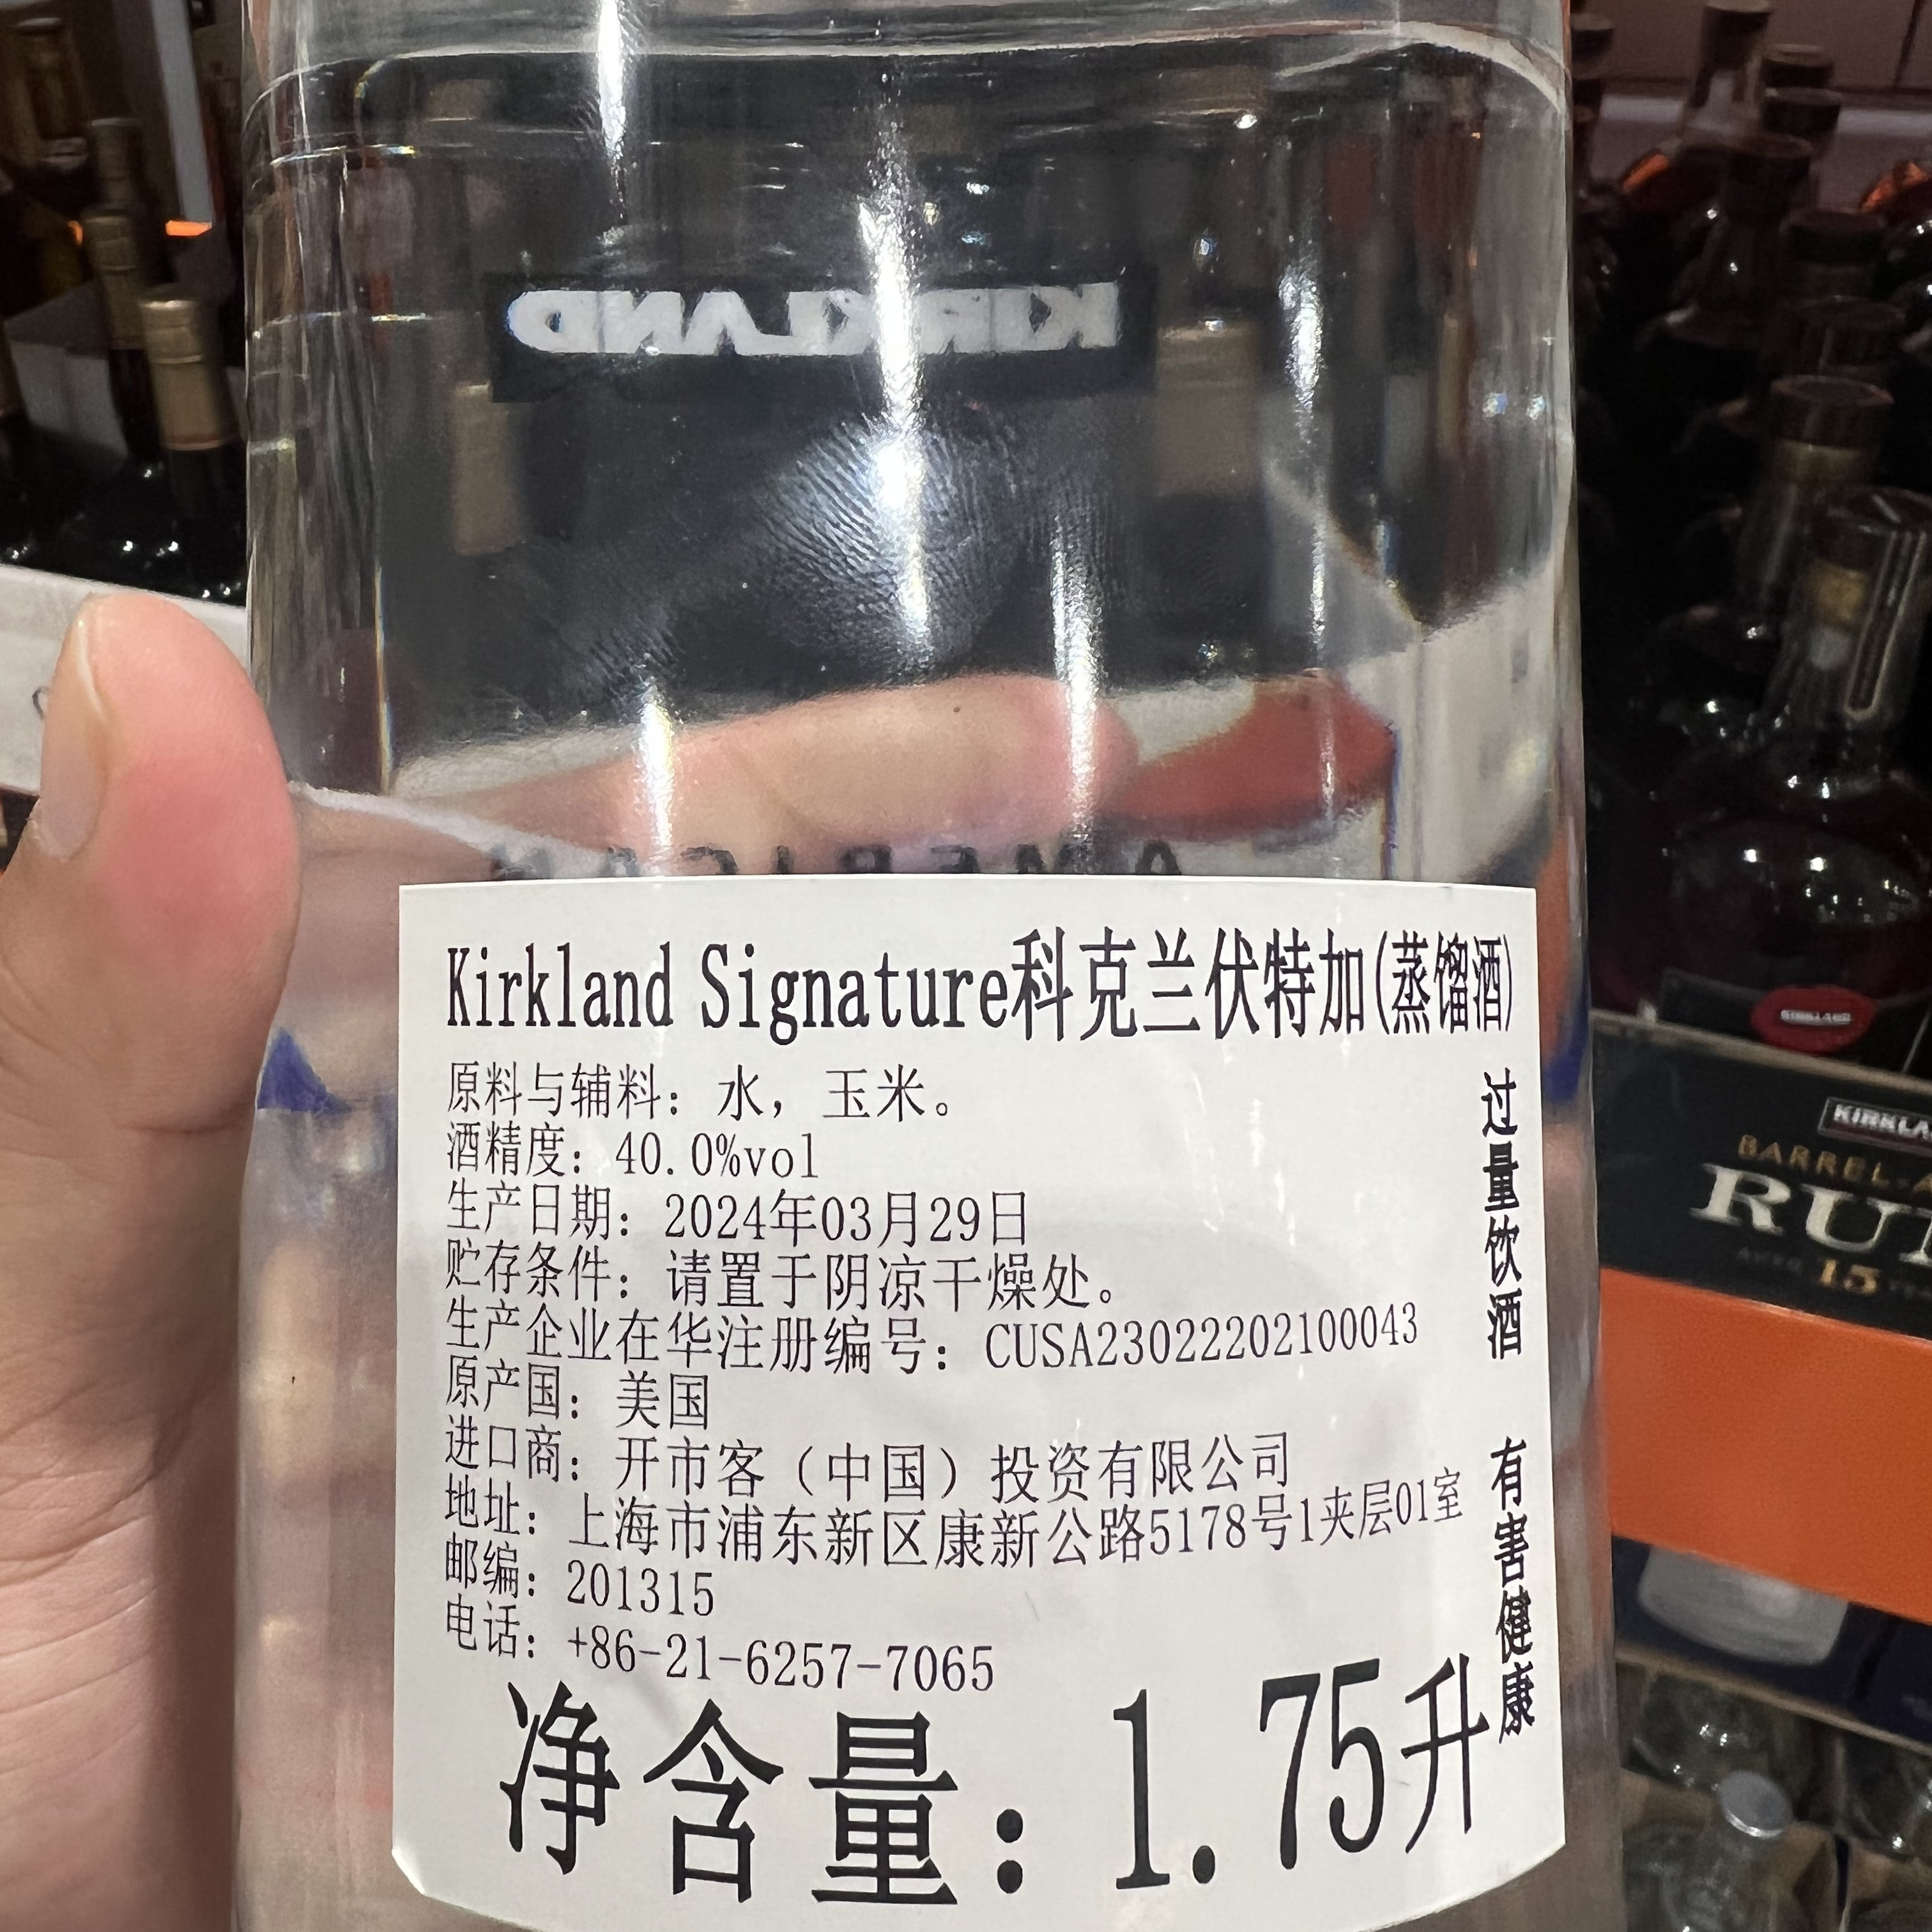 KIRKLAND
AMERICAN
Kirkland Signature科克兰伏特加(蒸馏酒)
原料与辅料：水，玉米。
酒精度：40.0%vol
生产日期：2024年03月29日
贮存条件：请置于阴凉干燥处。
生产企业在华注册编号：CUSA23022202100043
原产国：美国
进口商：开市客（中国）投资有限公司
地址：上海市浦东新区康新公路5178号1夹层01室
邮编：201315
电话：+86-21-6257-7065
净含量：1.75升
过量饮酒 有害健康
KIRKLAND
15